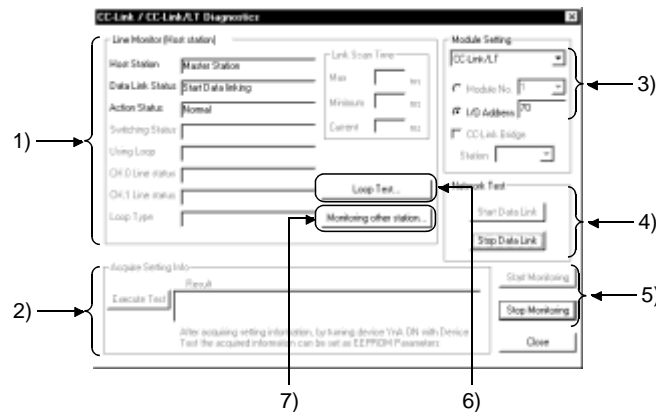 CC-Link / CC-Link/LT Diagnostics
Line Monitor(Host station)
Host Station Master Station
Data Link Status Start Data linking
Action Status Normal
Switching Status
Using Loop
CH.0 Line status
CH.1 Line status
Loop Type
Link Scan Time
Max ms
Minimum ms
Current ms
Loop Test...
Monitoring other station...
Module Setting
CC-Link/LT
Module No. 1
I/O Address 70
CC-Link Bridge
Station
Network Test
Start Data Link
Stop Data Link
Acquire Setting Info
Result
Execute Test
After acquiring setting information, by turning device YnA ON with Device
Test the acquired information can be set as EEPROM Parameters
Start Monitoring
Stop Monitoring
Close
1)
2)
3)
4)
5)
6)
7)